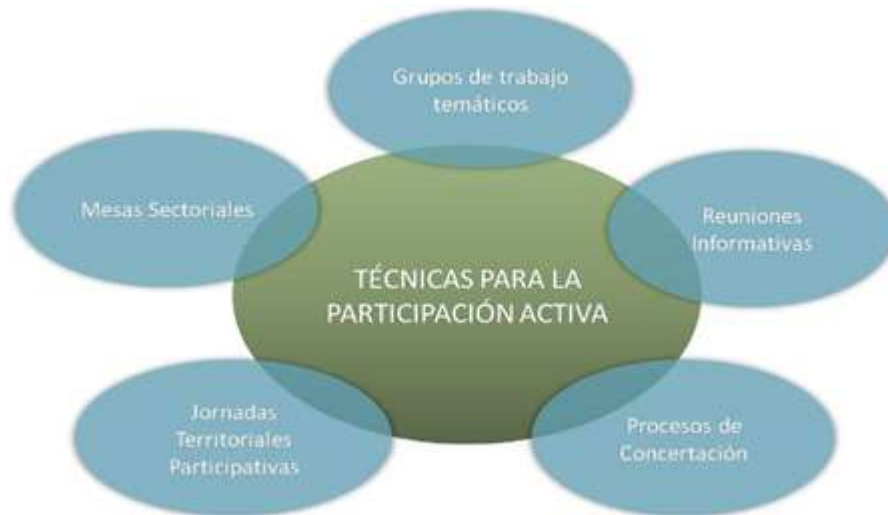 Grupos de trabajo
temáticos
Mesas Sectoriales
Reuniones
Informativas
TÉCNICAS PARA LA
PARTICIPACIÓN ACTIVA
Jornadas
Territoriales
Participativas
Procesos de
Concertación